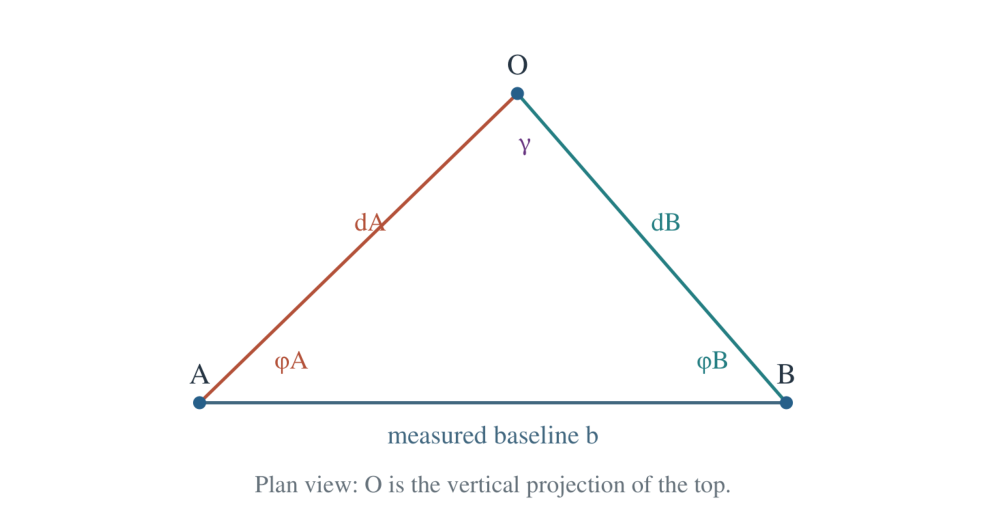 O
γ
dA
dB
φA
φB
A
B
measured baseline b
Plan view: O is the vertical projection of the top.